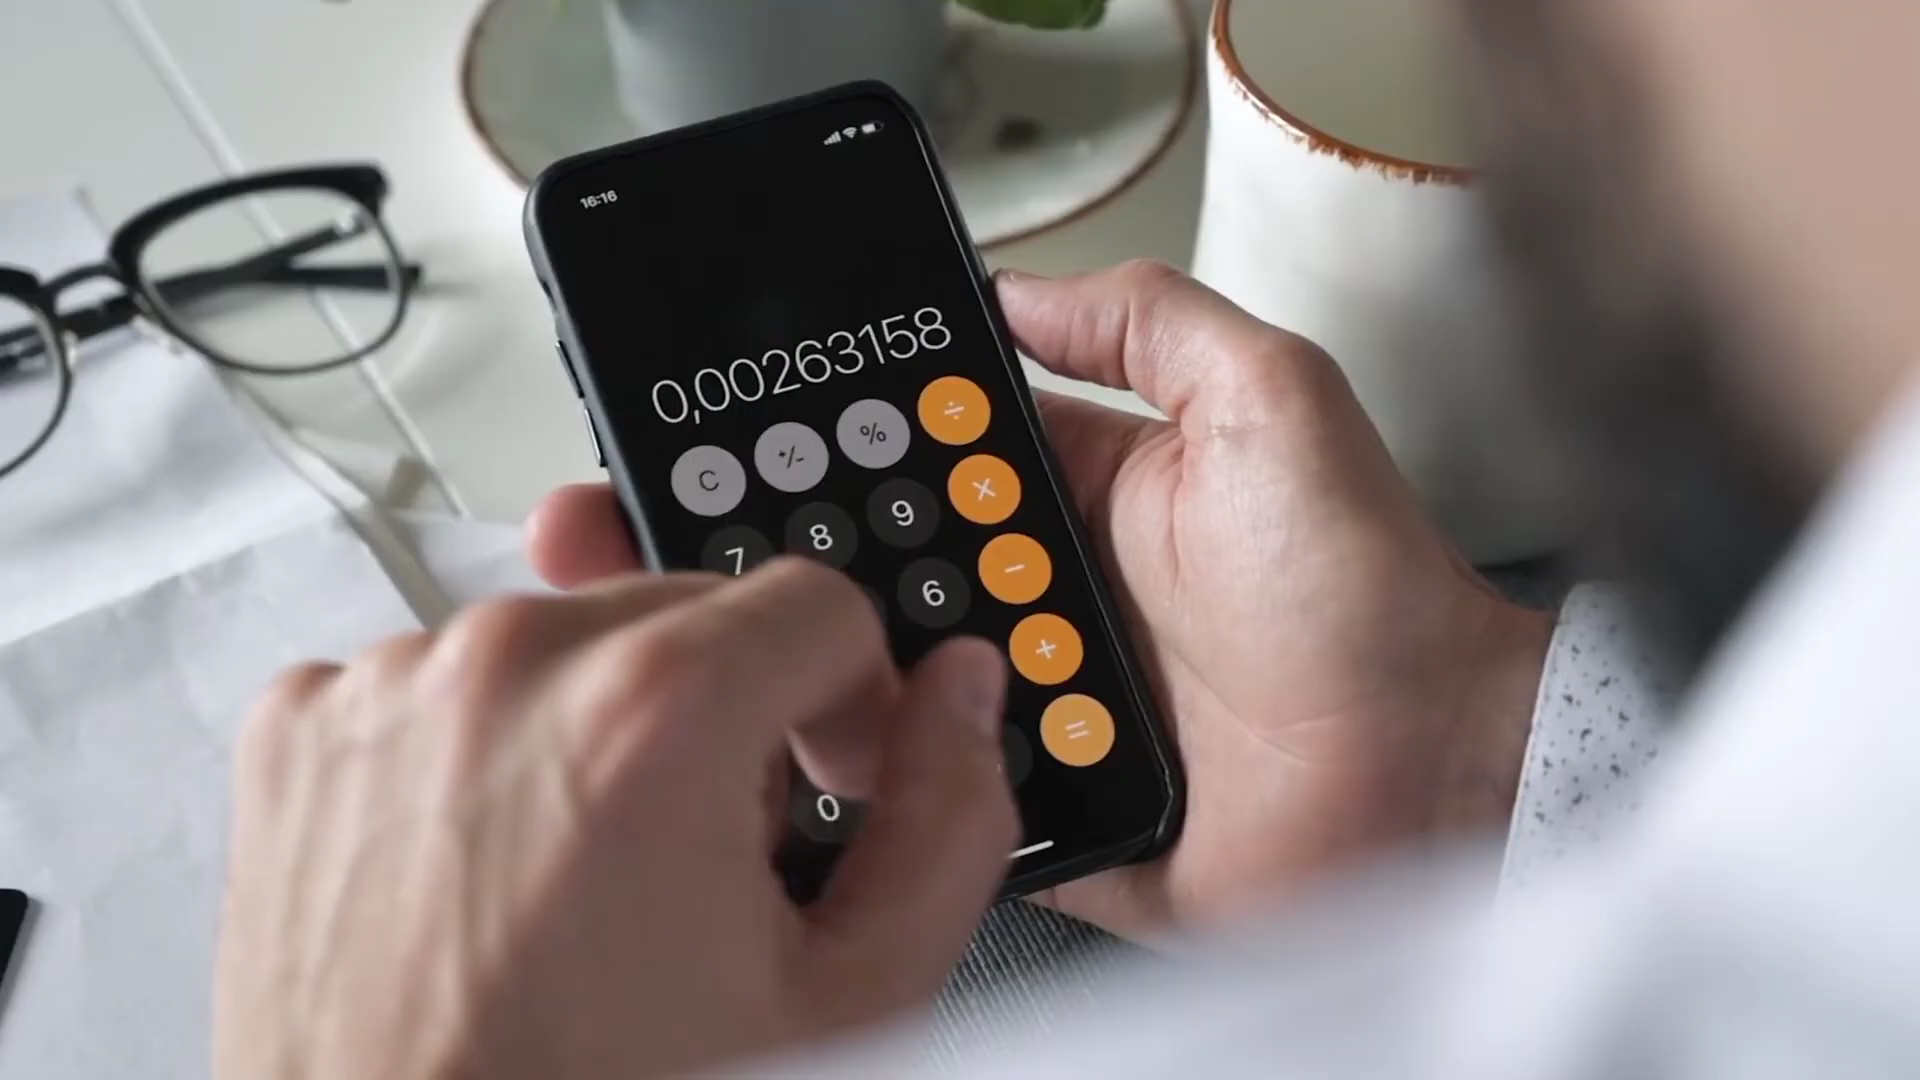 16:16
0,00263158
C +/- % ÷
7 8 9 ×
6 −
+
0 =